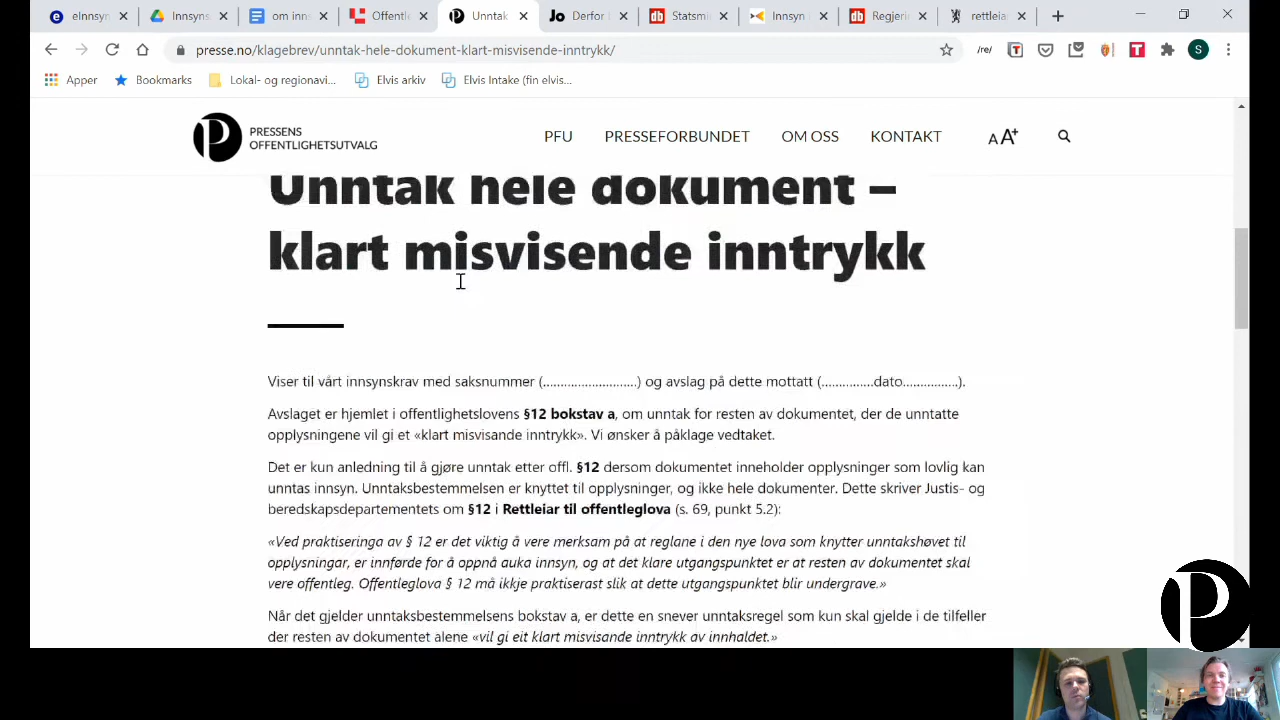 elnnsyn
Innsyns
om inns
Offentle
Unntak
Derfor b
Statsmin
Innsyn
Regjerin
rettleiar
presse.no/klagebrev/unntak-hele-dokument-klart-misvisende-inntrykk/
/re/
S
Apper
Bookmarks
Lokal- og regionavi...
Elvis arkiv
Elvis Intake (fin elvis...
PRESSENS
OFFENTLIGHETSUTVALG
PFU
PRESSEFORBUNDET
OM OSS
KONTAKT
AA+
Unntak hele dokument –
klart misvisende inntrykk
Viser til vårt innsynskrav med saksnummer (..........................) og avslag på dette mottatt (...............dato................).
Avslaget er hjemlet i offentlighetslovens §12 bokstav a, om unntak for resten av dokumentet, der de unntatte
opplysningene vil gi et «klart misvisande inntrykk». Vi ønsker å påklage vedtaket.
Det er kun anledning til å gjøre unntak etter offl. §12 dersom dokumentet inneholder opplysninger som lovlig kan
unntas innsyn. Unntaksbestemmelsen er knyttet til opplysninger, og ikke hele dokumenter. Dette skriver Justis- og
beredskapsdepartementets om §12 i Rettleiar til offentleglova (s. 69, punkt 5.2):
«Ved praktiseringa av § 12 er det viktig å vere merksam på at reglane i den nye lova som knytter unntakshøvet til
opplysningar, er innførde for å oppnå auka innsyn, og at det klare utgangspunktet er at resten av dokumentet skal
vere offentleg. Offentleglova § 12 må ikkje praktiserast slik at dette utgangspunktet blir undergrave.»
Når det gjelder unntaksbestemmelsens bokstav a, er dette en snever unntaksregel som kun skal gjelde i de tilfeller
der resten av dokumentet alene «vil gi eit klart misvisande inntrykk av innhaldet.»